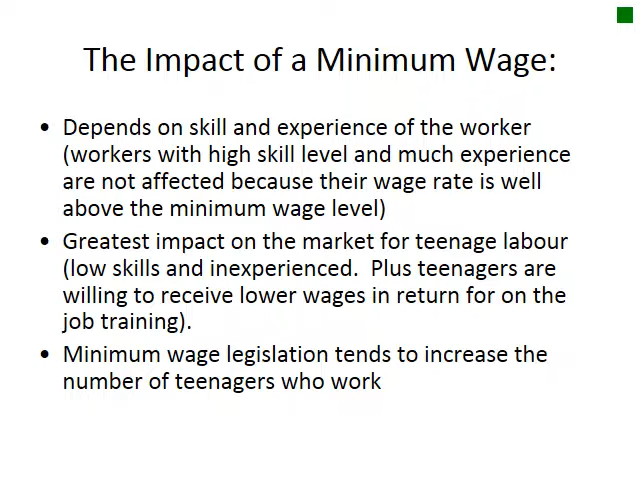 The Impact of a Minimum Wage:
• Depends on skill and experience of the worker
(workers with high skill level and much experience
are not affected because their wage rate is well
above the minimum wage level)
• Greatest impact on the market for teenage labour
(low skills and inexperienced.  Plus teenagers are
willing to receive lower wages in return for on the
job training).
• Minimum wage legislation tends to increase the
number of teenagers who work